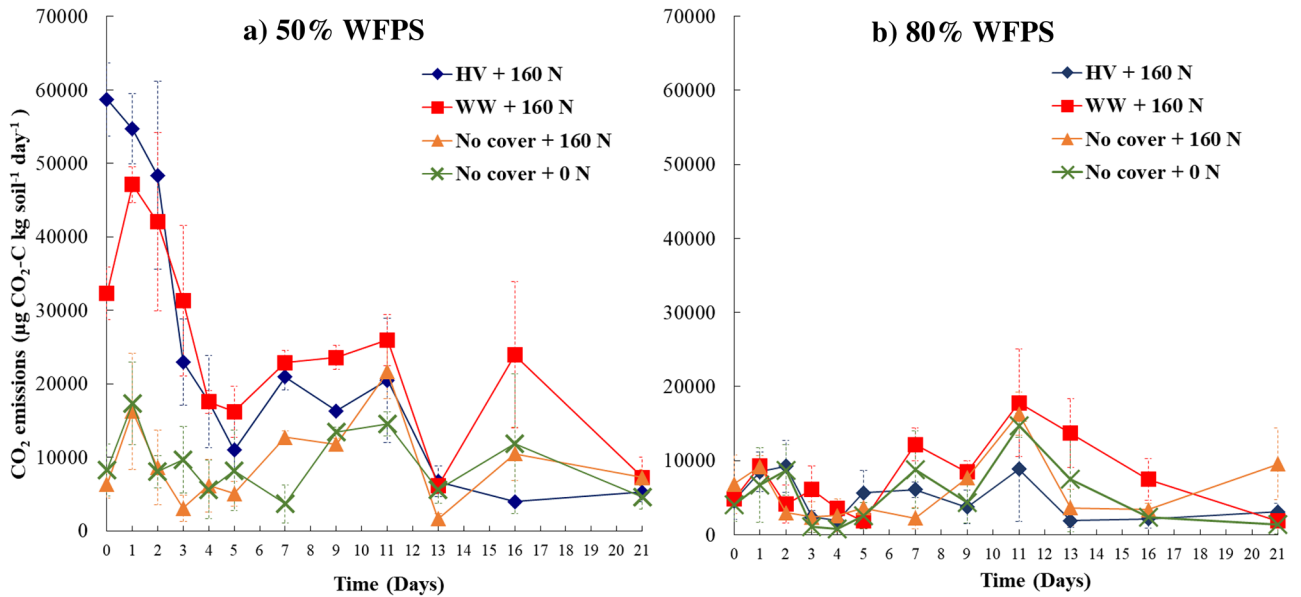 a) 50% WFPS
70000
60000
50000
40000
30000
20000
10000
0
CO₂ emissions (µg CO₂-C kg soil⁻¹ day⁻¹ )
HV + 160 N
WW + 160 N
No cover + 160 N
No cover + 0 N
0 1 2 3 4 5 6 7 8 9 10 11 12 13 14 15 16 17 18 19 20 21
Time (Days)
b) 80% WFPS
70000
60000
50000
40000
30000
20000
10000
0
HV + 160 N
WW + 160 N
No cover + 160 N
No cover + 0 N
0 1 2 3 4 5 6 7 8 9 10 11 12 13 14 15 16 17 18 19 20 21
Time (Days)